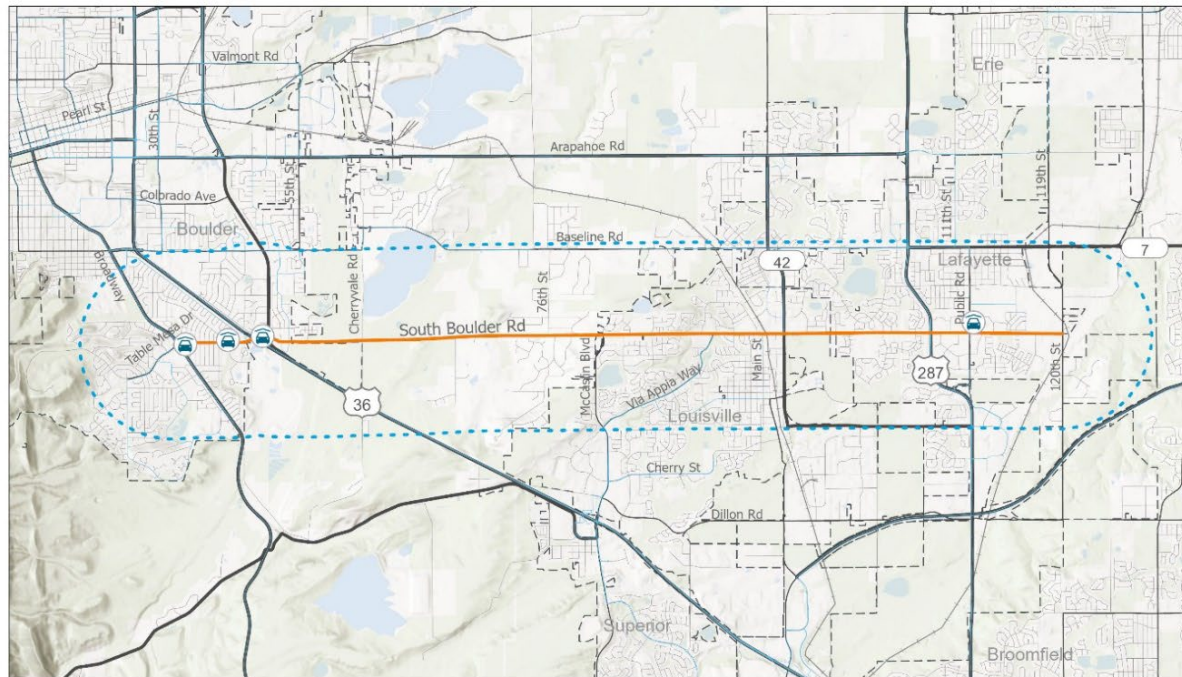 Valmont Rd
Erie
Pearl St
30th St
Arapahoe Rd
55th St
119th St
Colorado Ave
111th St
Boulder
Baseline Rd
Lafayette
7
42
Broadway
Cherryvale Rd
76th St
Public Rd
Table Mesa Dr
South Boulder Rd
McCaslin Blvd
Main St
120th St
287
Via Appia Way
36
Louisville
Cherry St
Dillon Rd
Superior
Broomfield